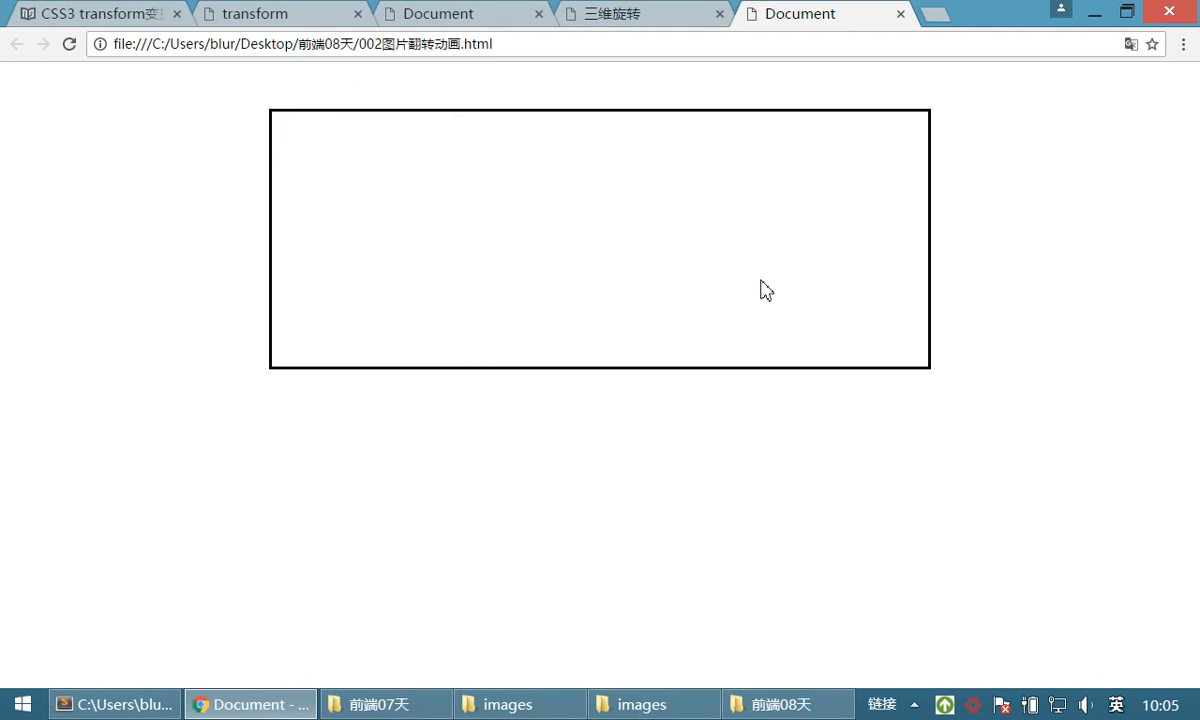 CSS3 transform变
transform
Document
三维旋转
Document
file:///C:/Users/blur/Desktop/前端08天/002图片翻转动画.html
C:\Users\blu...
Document - ...
前端07天
images
images
前端08天
链接
英
10:05